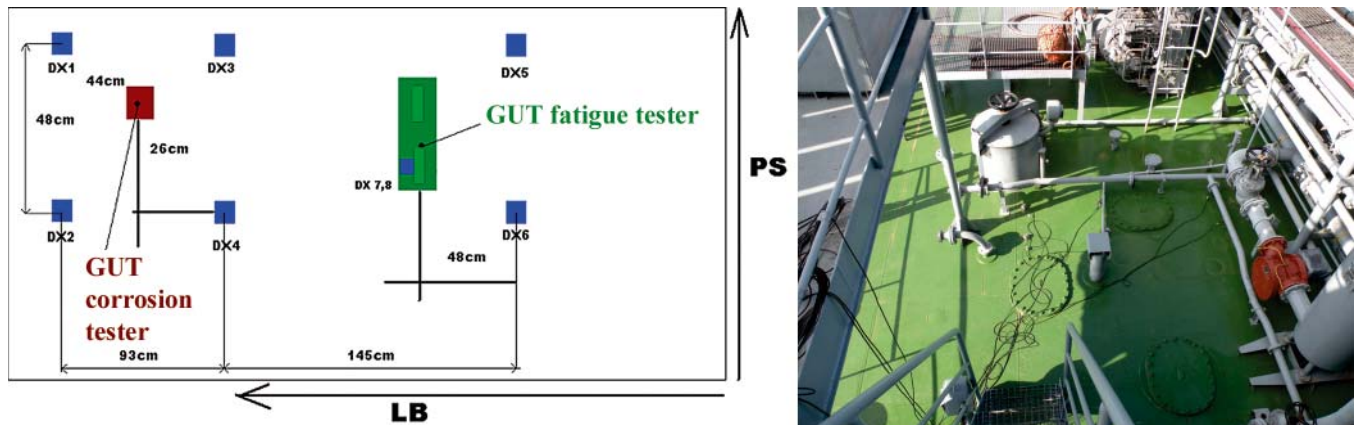 DX1
DX3
DX5
44cm
48cm
26cm
GUT fatigue tester
DX 7,8
PS
DX2
DX4
DX6
48cm
GUT
corrosion
tester
93cm
145cm
LB